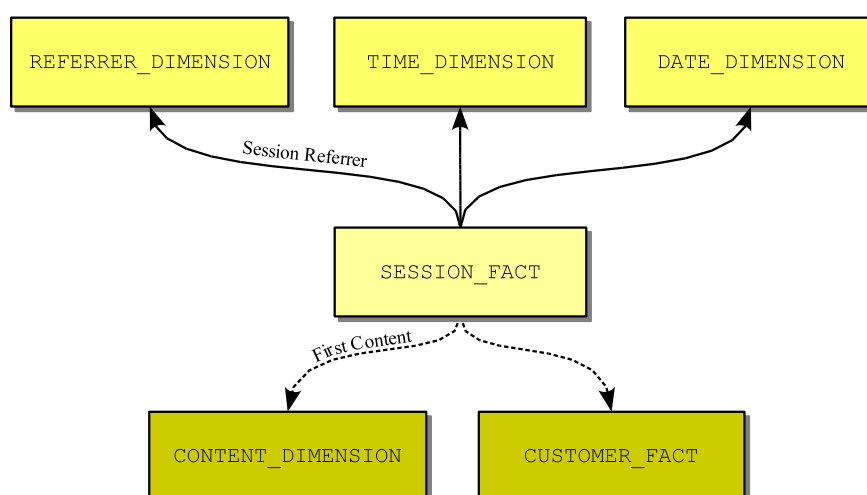 REFERRER_DIMENSION
TIME_DIMENSION
DATE_DIMENSION
Session Referrer
SESSION_FACT
First Content
CONTENT_DIMENSION
CUSTOMER_FACT